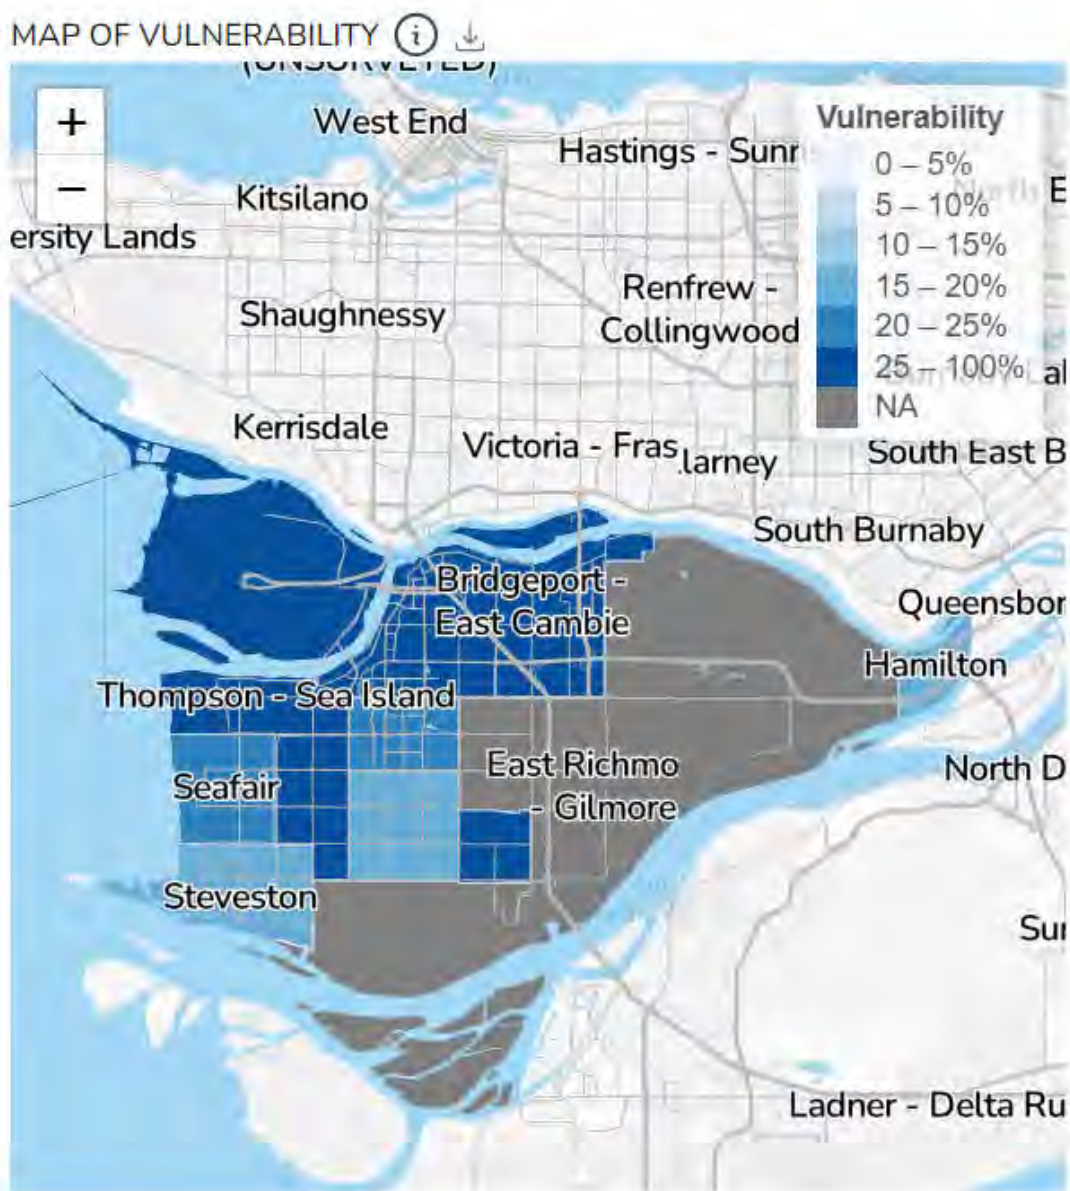 MAP OF VULNERABILITY
(UNSURVEYED)
+
West End
Vulnerability
Hastings - Sunr
0 – 5%
−
Kitsilano
5 – 10%
E
ersity Lands
10 – 15%
Renfrew -
15 – 20%
Shaughnessy
Collingwood
20 – 25%
25 – 100%
al
NA
Kerrisdale
Victoria - Fras
larney
South East B
South Burnaby
Bridgeport -
East Cambie
Queensbor
Hamilton
Thompson - Sea Island
East Richmo
North D
Seafair
- Gilmore
Steveston
Sur
Ladner - Delta Ru